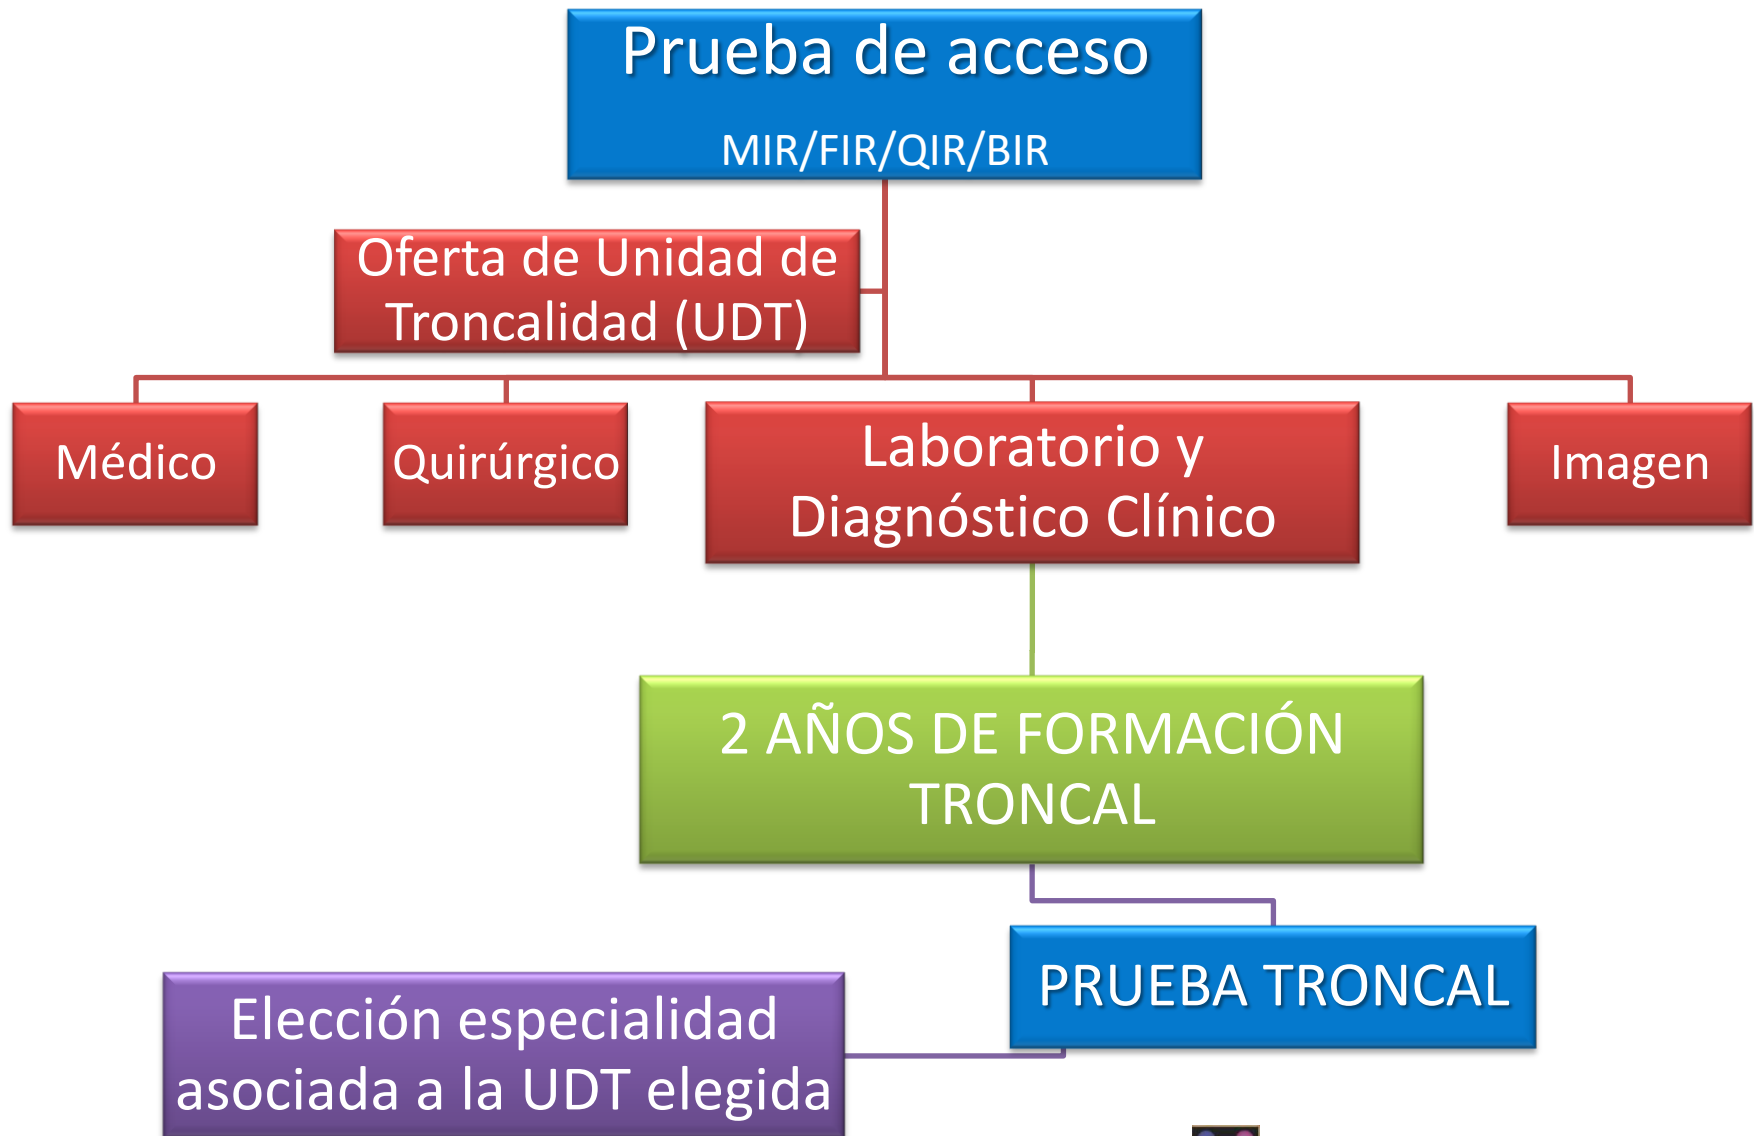 Prueba de acceso
MIR/FIR/QIR/BIR
Oferta de Unidad de
Troncalidad (UDT)
Médico
Quirúrgico
Laboratorio y
Diagnóstico Clínico
Imagen
2 AÑOS DE FORMACIÓN
TRONCAL
PRUEBA TRONCAL
Elección especialidad
asociada a la UDT elegida